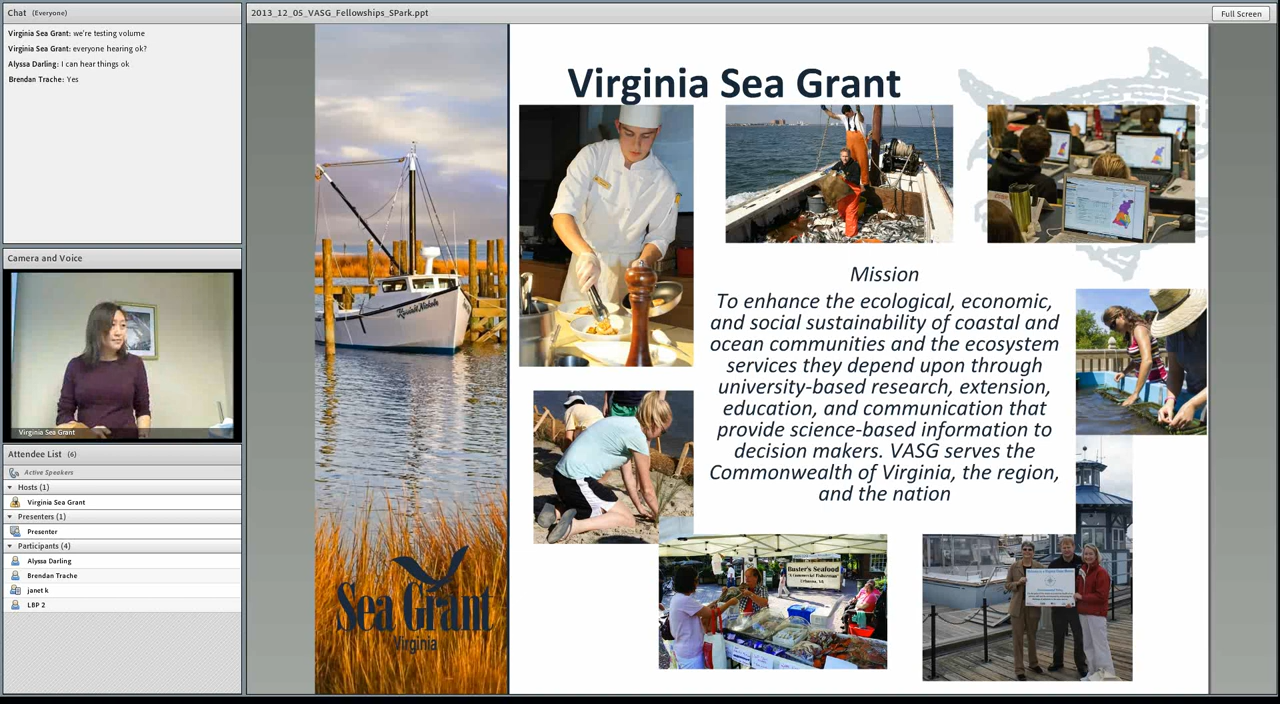 Chat (Everyone)
Virginia Sea Grant: we're testing volume
Virginia Sea Grant: everyone hearing ok?
Alyssa Darling: I can hear things ok
Brendan Trache: Yes
Camera and Voice
Virginia Sea Grant
Attendee List (6)
Active Speakers
Hosts (1)
Virginia Sea Grant
Presenters (1)
Presenter
Participants (4)
Alyssa Darling
Brendan Trache
janet k
LBP 2
2013_12_05_VASG_Fellowships_SPark.ppt
Full Screen
Virginia Sea Grant
Mission
To enhance the ecological, economic,
and social sustainability of coastal and
ocean communities and the ecosystem
services they depend upon through
university-based research, extension,
education, and communication that
provide science-based information to
decision makers. VASG serves the
Commonwealth of Virginia, the region,
and the nation
Buster's Seafood
Sea Grant
Virginia